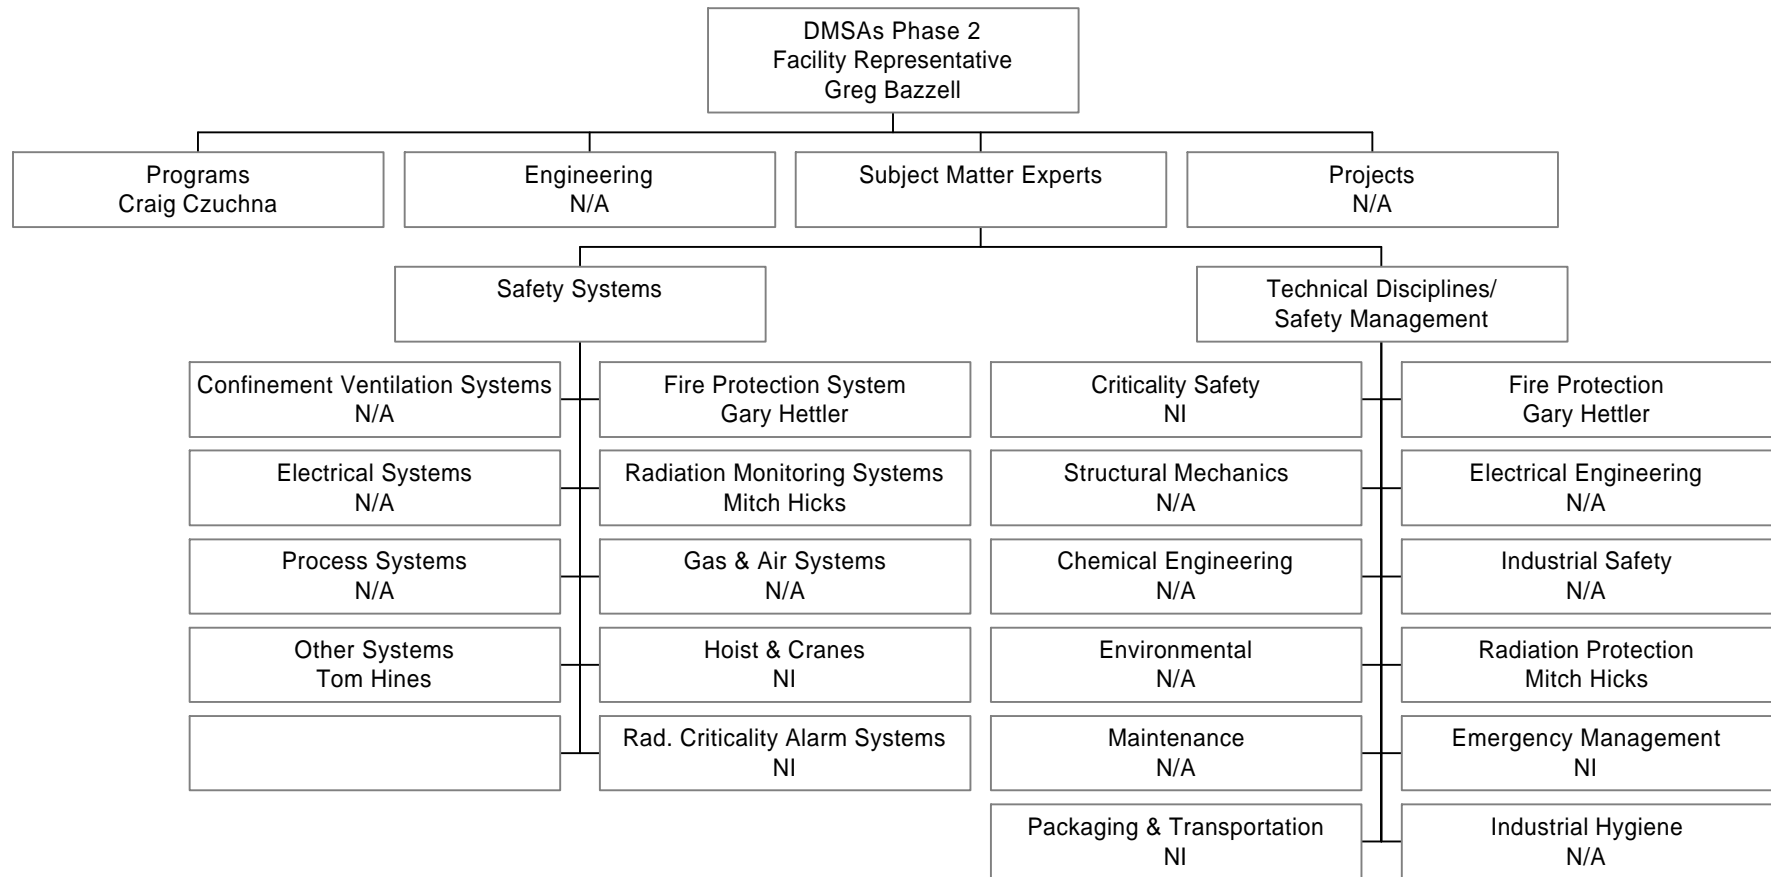 DMSAs Phase 2
Facility Representative
Greg Bazzell
Programs
Craig Czuchna
Engineering
N/A
Subject Matter Experts
Projects
N/A
Safety Systems
Technical Disciplines/
Safety Management
Confinement Ventilation Systems
N/A
Fire Protection System
Gary Hettler
Criticality Safety
NI
Fire Protection
Gary Hettler
Electrical Systems
N/A
Radiation Monitoring Systems
Mitch Hicks
Structural Mechanics
N/A
Electrical Engineering
N/A
Process Systems
N/A
Gas & Air Systems
N/A
Chemical Engineering
N/A
Industrial Safety
N/A
Other Systems
Tom Hines
Hoist & Cranes
NI
Environmental
N/A
Radiation Protection
Mitch Hicks
Rad. Criticality Alarm Systems
NI
Maintenance
N/A
Emergency Management
NI
Packaging & Transportation
NI
Industrial Hygiene
N/A